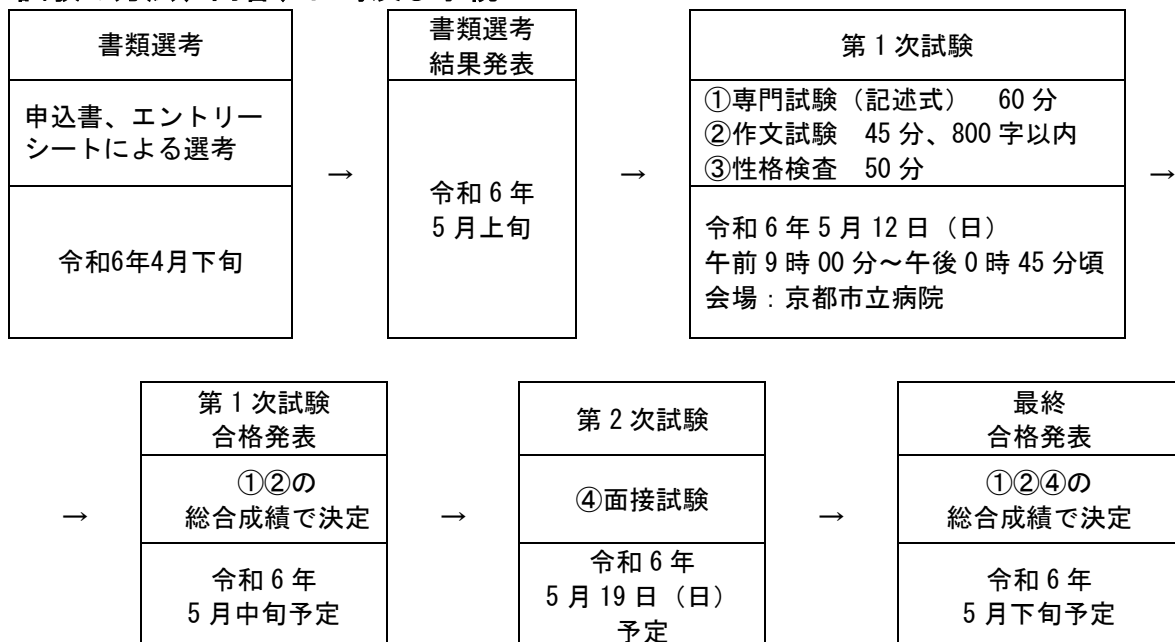 書類選考
申込書、エントリー
シートによる選考
令和6年4月下旬
→
書類選考
結果発表
令和6年
5月上旬
→
第1次試験
①専門試験（記述式） 60分
②作文試験 45分、800字以内
③性格検査 50分
令和6年5月12日（日）
午前9時00分～午後0時45分頃
会場：京都市立病院
→
→
第1次試験
合格発表
①②の
総合成績で決定
令和6年
5月中旬予定
→
第2次試験
④面接試験
令和6年
5月19日（日）
予定
→
最終
合格発表
①②④の
総合成績で決定
令和6年
5月下旬予定